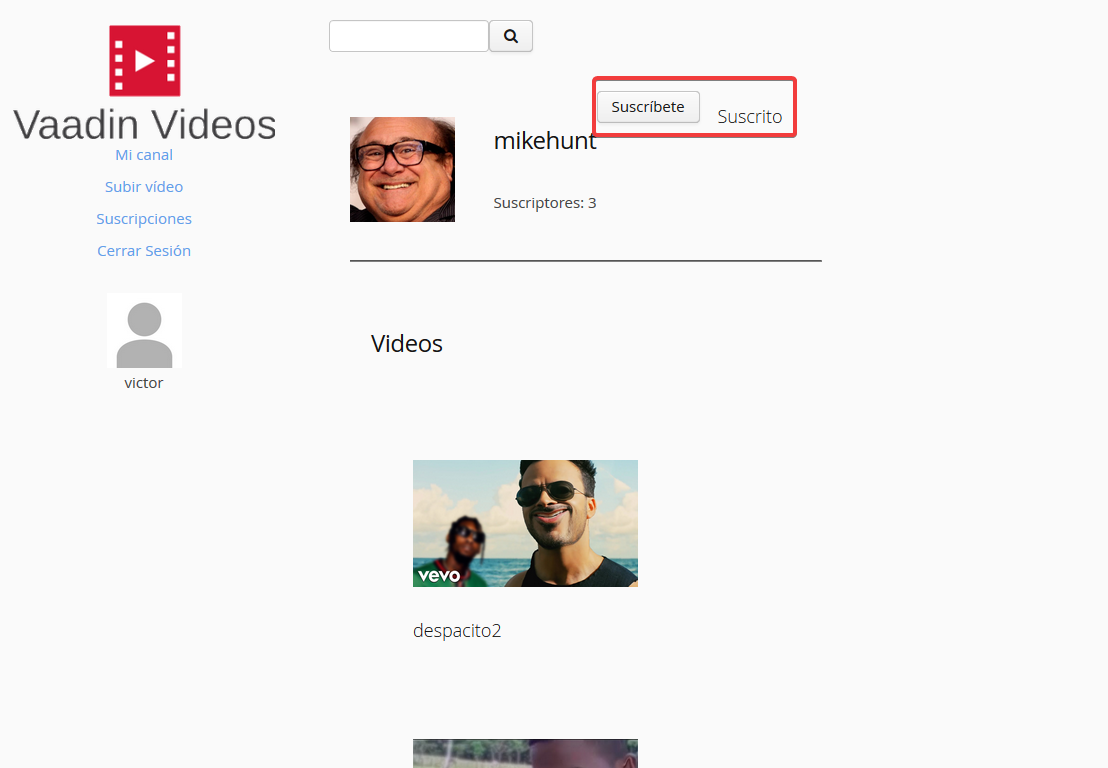 Vaadin Videos
Mi canal
Subir vídeo
Suscripciones
Cerrar Sesión
victor
Suscríbete
Suscrito
mikehunt
Suscriptores: 3
Videos
vevo
despacito2